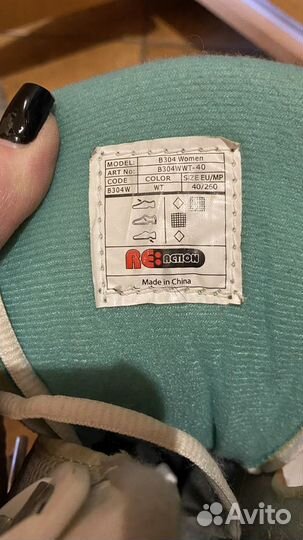 MODEL: B304 Women
ART No: B304WWT-40
CODE COLOR SIZE EU/MP
B304W WT 40/260
RE:ACTION
Made in China
Avito